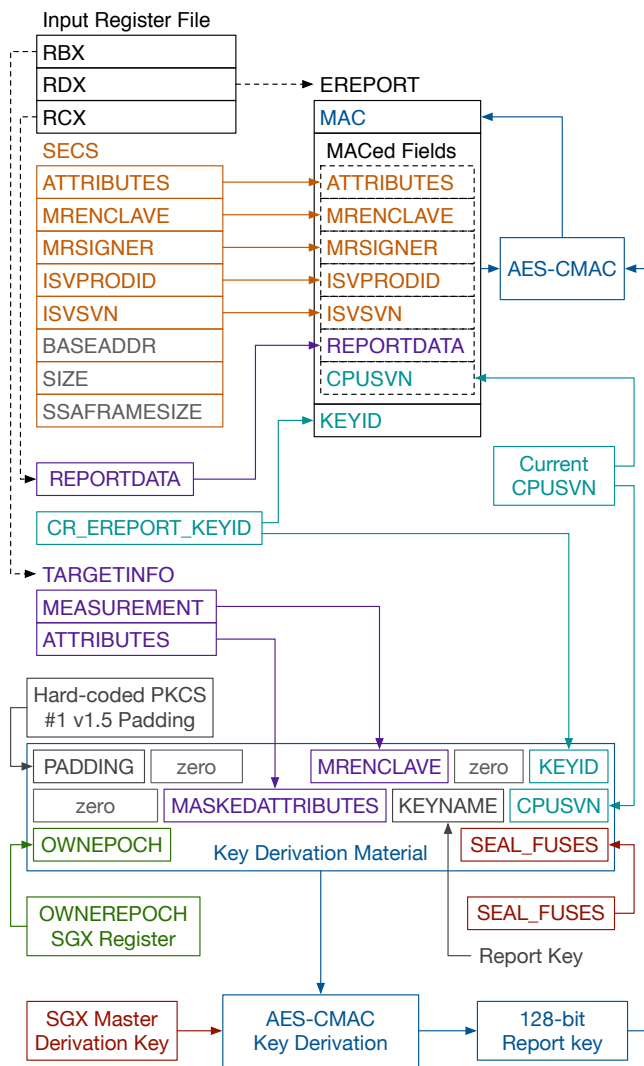 Input Register File
RBX
RDX
RCX
EREPORT
MAC
SECS
MACed Fields
ATTRIBUTES
ATTRIBUTES
MRENCLAVE
MRENCLAVE
MRSIGNER
MRSIGNER
AES-CMAC
ISVPRODID
ISVPRODID
ISVSVN
ISVSVN
BASEADDR
REPORTDATA
SIZE
CPUSVN
SSAFRAMESIZE
KEYID
REPORTDATA
Current
CPUSVN
CR_EREPORT_KEYID
TARGETINFO
MEASUREMENT
ATTRIBUTES
Hard-coded PKCS
#1 v1.5 Padding
PADDING
zero
MRENCLAVE
zero
KEYID
zero
MASKEDATTRIBUTES
KEYNAME
CPUSVN
OWNEPOCH
Key Derivation Material
SEAL_FUSES
OWNEREPOCH
SGX Register
SEAL_FUSES
Report Key
SGX Master
Derivation Key
AES-CMAC
Key Derivation
128-bit
Report key